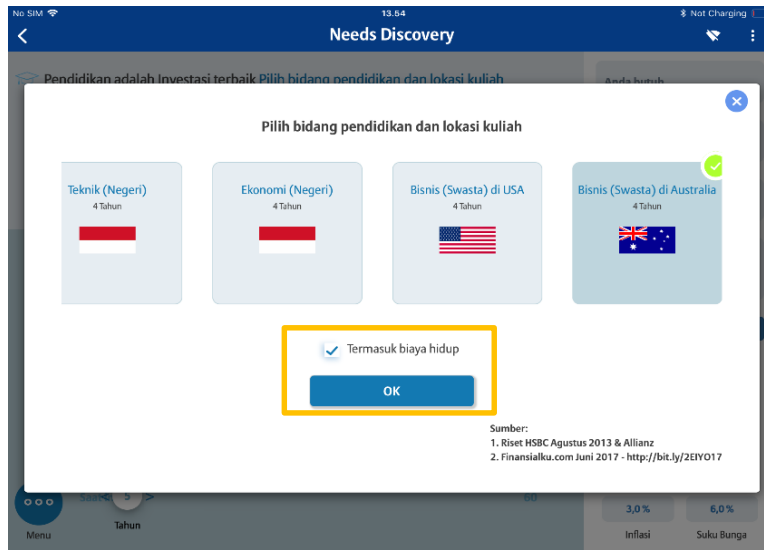 No SIM
13.54
Not Charging
Needs Discovery
Pendidikan adalah Investasi terbaik Pilih bidang pendidikan dan lokasi kuliah
Anda butuh
Pilih bidang pendidikan dan lokasi kuliah
Teknik (Negeri)
4 Tahun
Ekonomi (Negeri)
4 Tahun
Bisnis (Swasta) di USA
4 Tahun
Bisnis (Swasta) di Australia
4 Tahun
Termasuk biaya hidup
OK
Sumber:
1. Riset HSBC Agustus 2013 & Allianz
2. Finansialku.com Juni 2017 - http://bit.ly/2EIYO17
5
60
Tahun
Menu
3,0 %
6,0 %
Inflasi
Suku Bunga